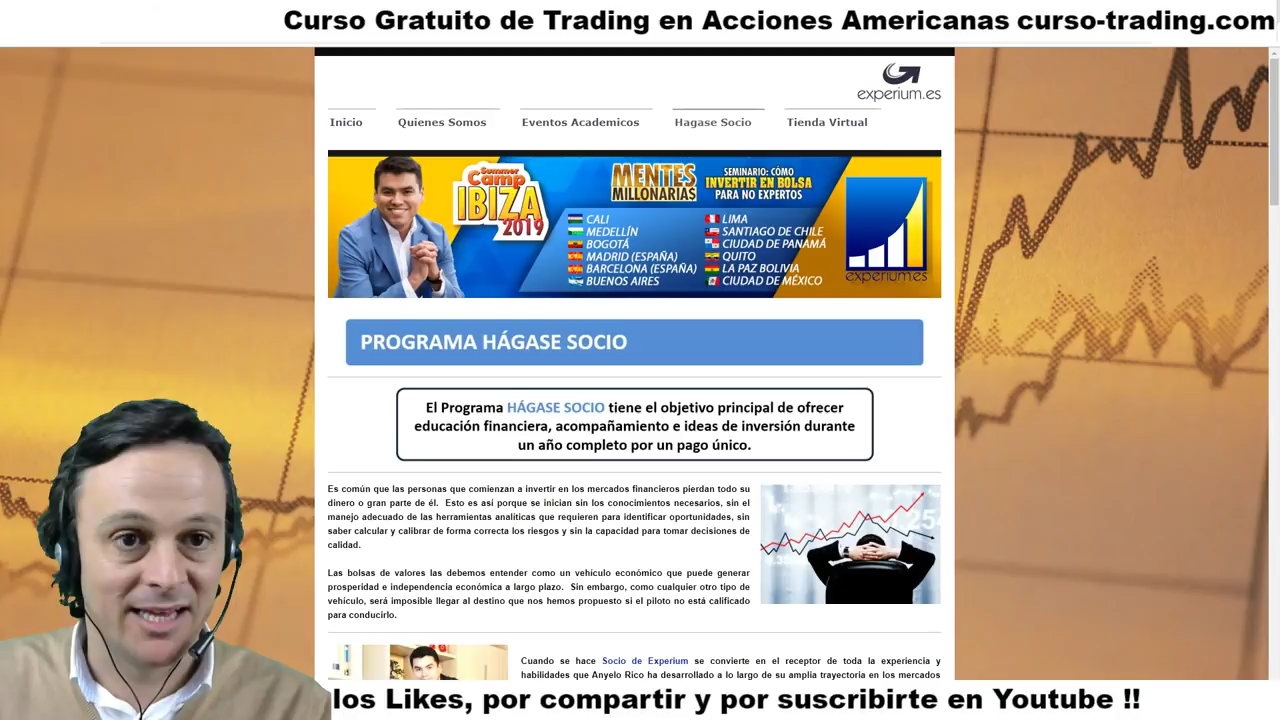 Curso Gratuito de Trading en Acciones Americanas curso-trading.com
experium.es
Inicio
Quienes Somos
Eventos Academicos
Hagase Socio
Tienda Virtual
Summer
Camp
IBIZA
2019
MENTES
MILLONARIAS
SEMINARIO: CÓMO
INVERTIR EN BOLSA
PARA NO EXPERTOS
CALI
MEDELLÍN
BOGOTÁ
MADRID (ESPAÑA)
BARCELONA (ESPAÑA)
BUENOS AIRES
LIMA
SANTIAGO DE CHILE
CIUDAD DE PANAMÁ
QUITO
LA PAZ BOLIVIA
CIUDAD DE MÉXICO
experium.es
PROGRAMA HÁGASE SOCIO
El Programa HÁGASE SOCIO tiene el objetivo principal de ofrecer
educación financiera, acompañamiento e ideas de inversión durante
un año completo por un pago único.
Es común que las personas que comienzan a invertir en los mercados financieros pierdan todo su
dinero o gran parte de él. Esto es así porque se inician sin los conocimientos necesarios, sin el
manejo adecuado de las herramientas analíticas que requieren para identificar oportunidades, sin
saber calcular y calibrar de forma correcta los riesgos y sin la capacidad para tomar decisiones de
calidad.
Las bolsas de valores las debemos entender como un vehículo económico que puede generar
prosperidad e independencia económica a largo plazo. Sin embargo, como cualquier otro tipo de
vehículo, será imposible llegar al destino que nos hemos propuesto si el piloto no está calificado
para conducirlo.
Cuando se hace Socio de Experium se convierte en el receptor de toda la experiencia y
habilidades que Anyelo Rico ha desarrollado a lo largo de su amplia trayectoria en los mercados
los Likes, por compartir y por suscribirte en Youtube !!